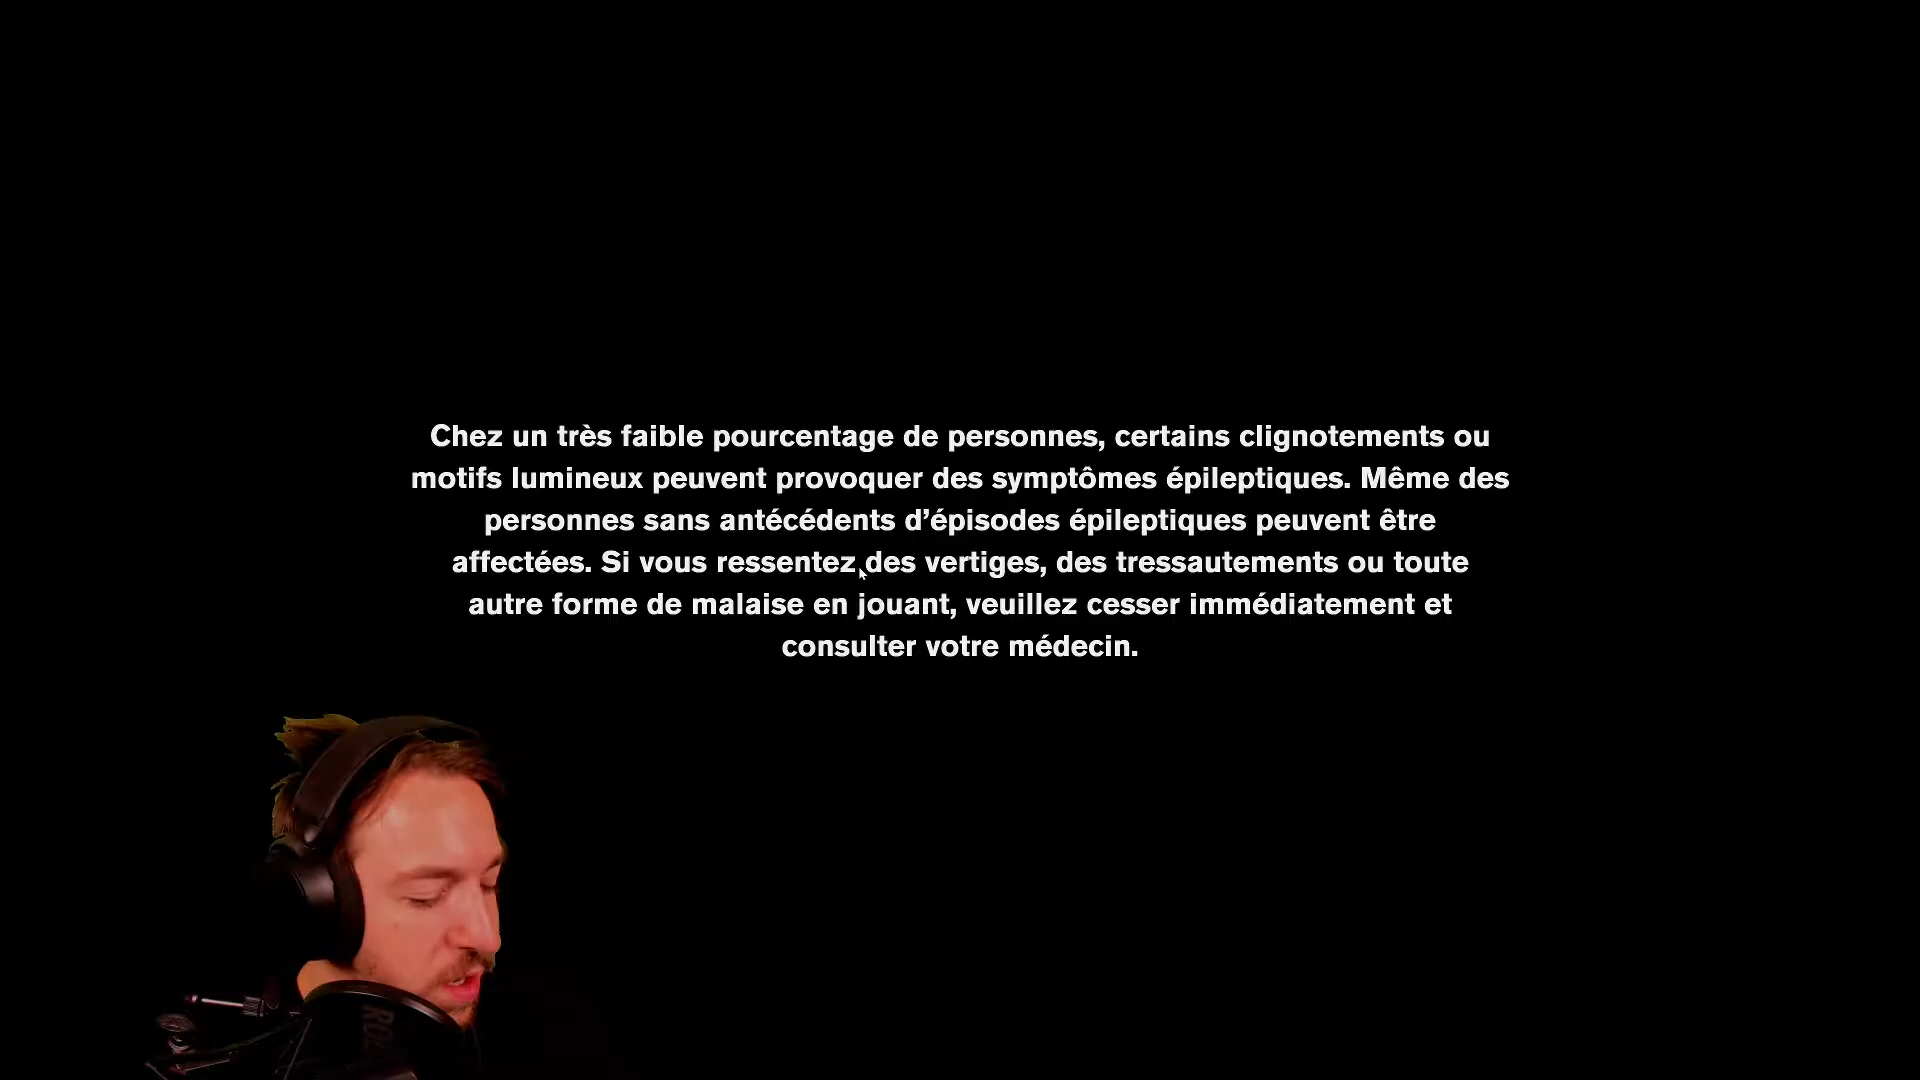 Chez un très faible pourcentage de personnes, certains clignotements ou
motifs lumineux peuvent provoquer des symptômes épileptiques. Même des
personnes sans antécédents d’épisodes épileptiques peuvent être
affectées. Si vous ressentez des vertiges, des tressautements ou toute
autre forme de malaise en jouant, veuillez cesser immédiatement et
consulter votre médecin.